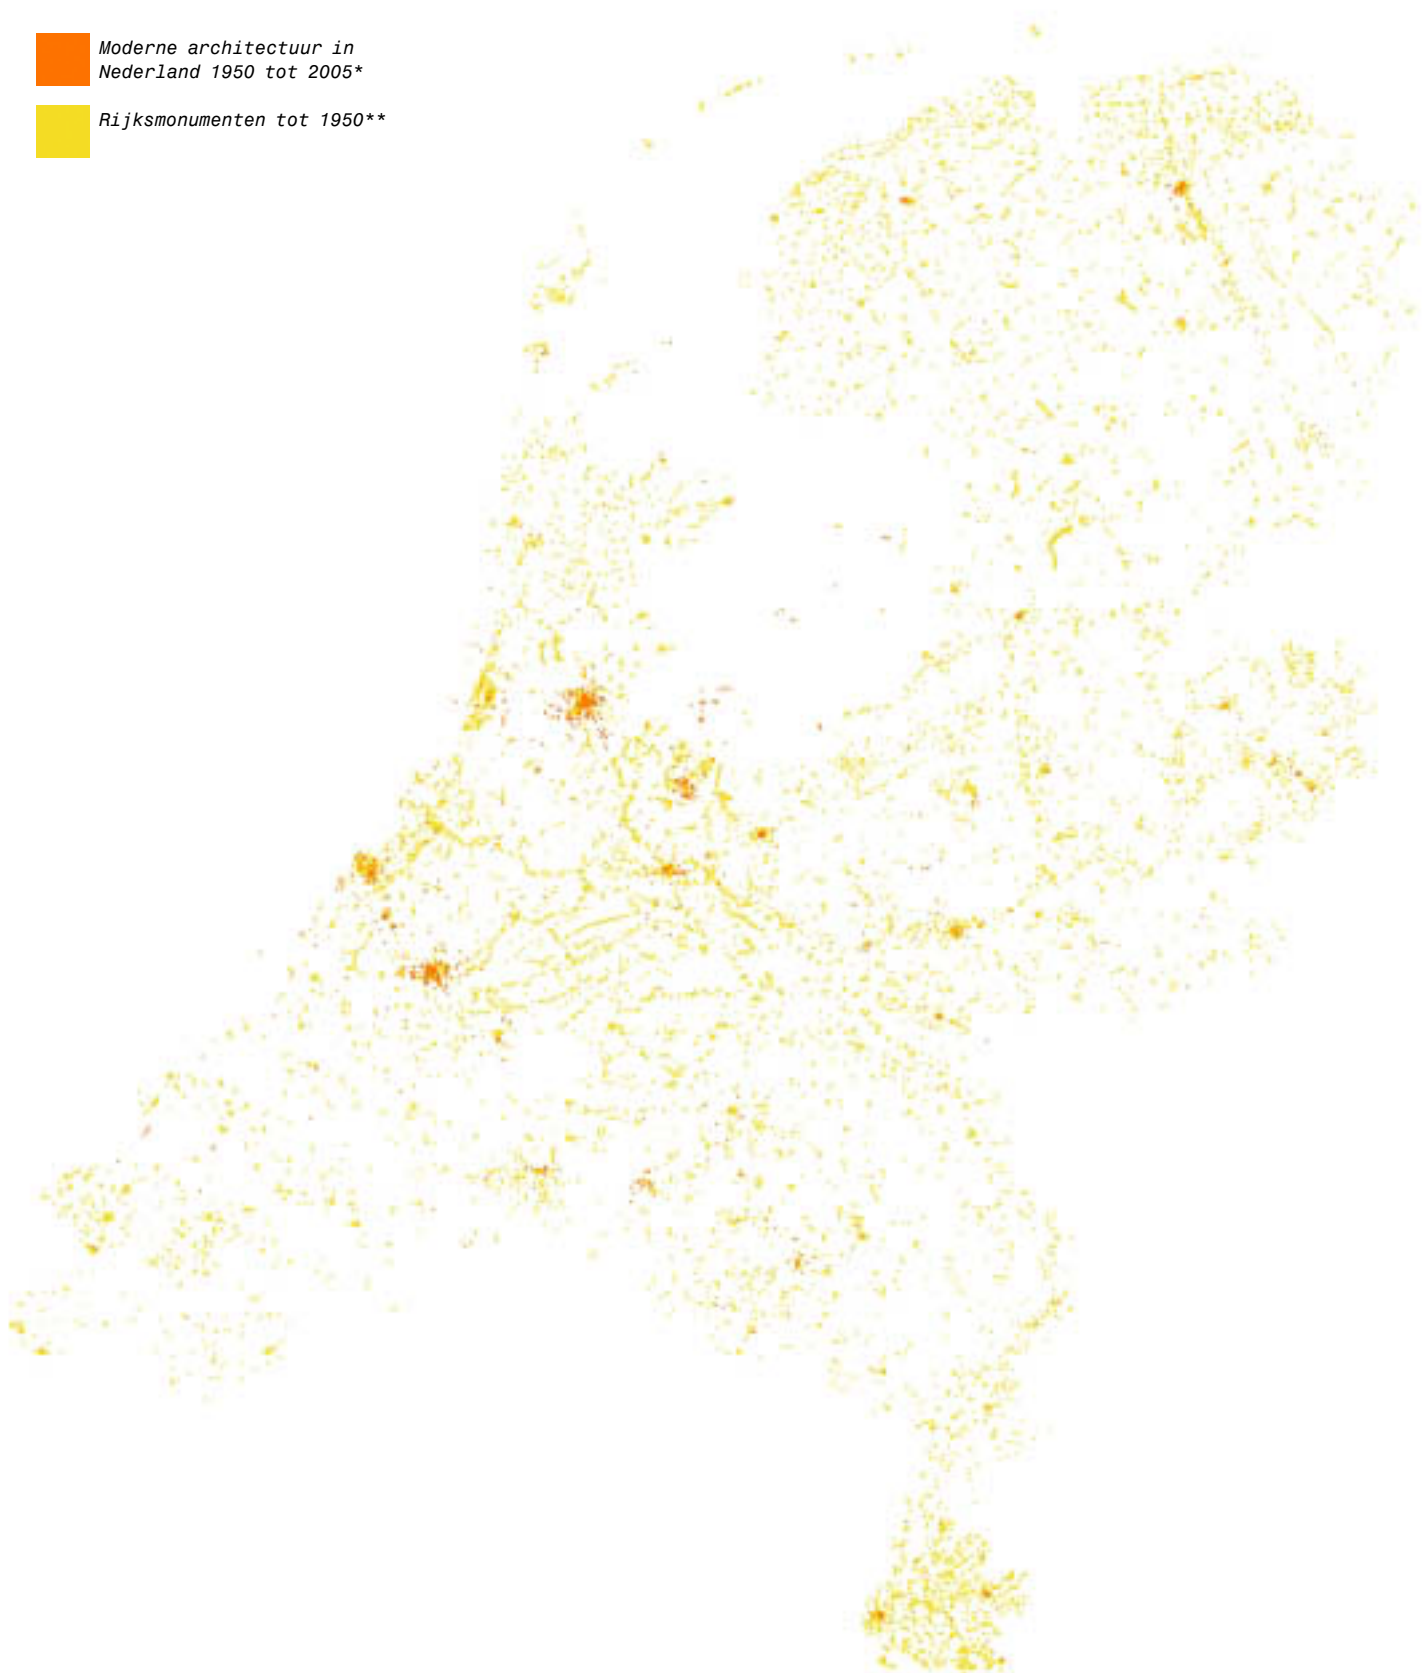 Moderne architectuur in
Nederland 1950 tot 2005*
Rijksmonumenten tot 1950**